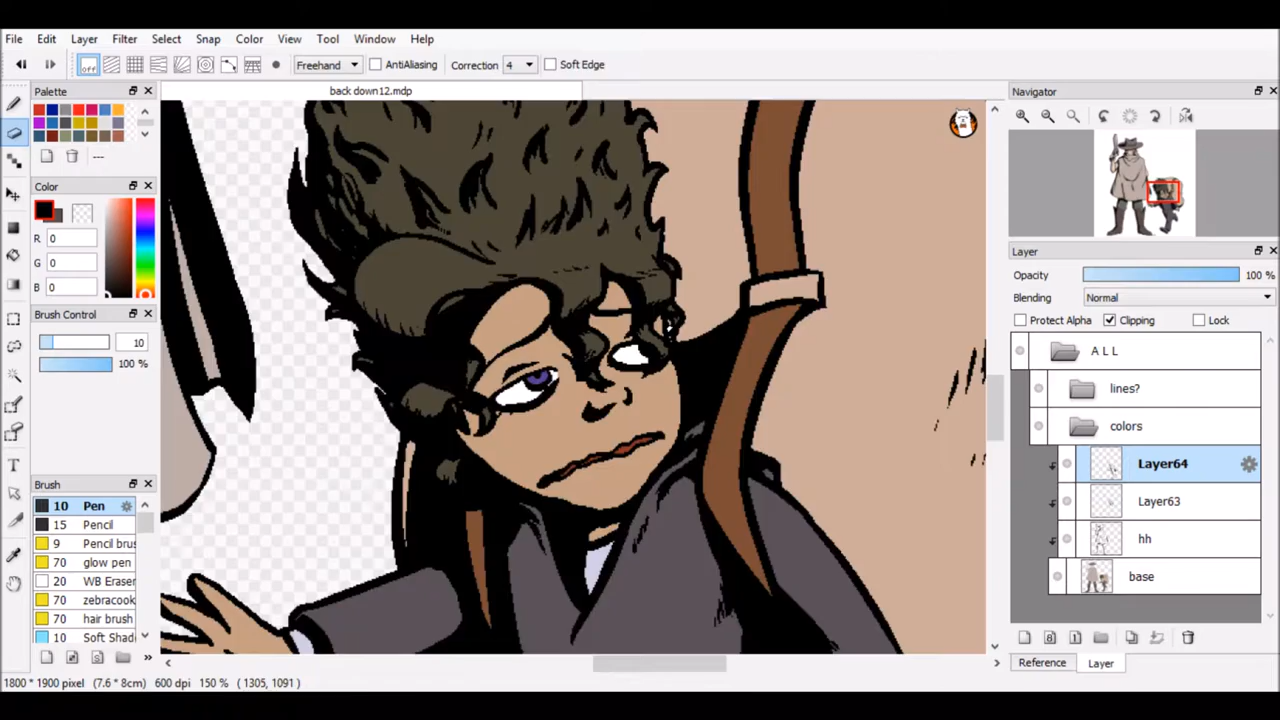 File Edit Layer Filter Select Snap Color View Tool Window Help
off Freehand AntiAliasing Correction 4 Soft Edge
Palette
back down12.mdp
Navigator
---
Color
R 0
G 0
B 0
Brush Control
10
100 %
Brush
10 Pen
15 Pencil
9 Pencil brus
70 glow pen
20 WB Eraser
70 zebracook
70 hair brush
10 Soft Shad
Layer
Opacity 100 %
Blending Normal
Protect Alpha Clipping Lock
A L L
lines?
colors
Layer64
Layer63
hh
base
Reference Layer
1800 * 1900 pixel (7.6 * 8cm) 600 dpi 150 % ( 1305, 1091 )